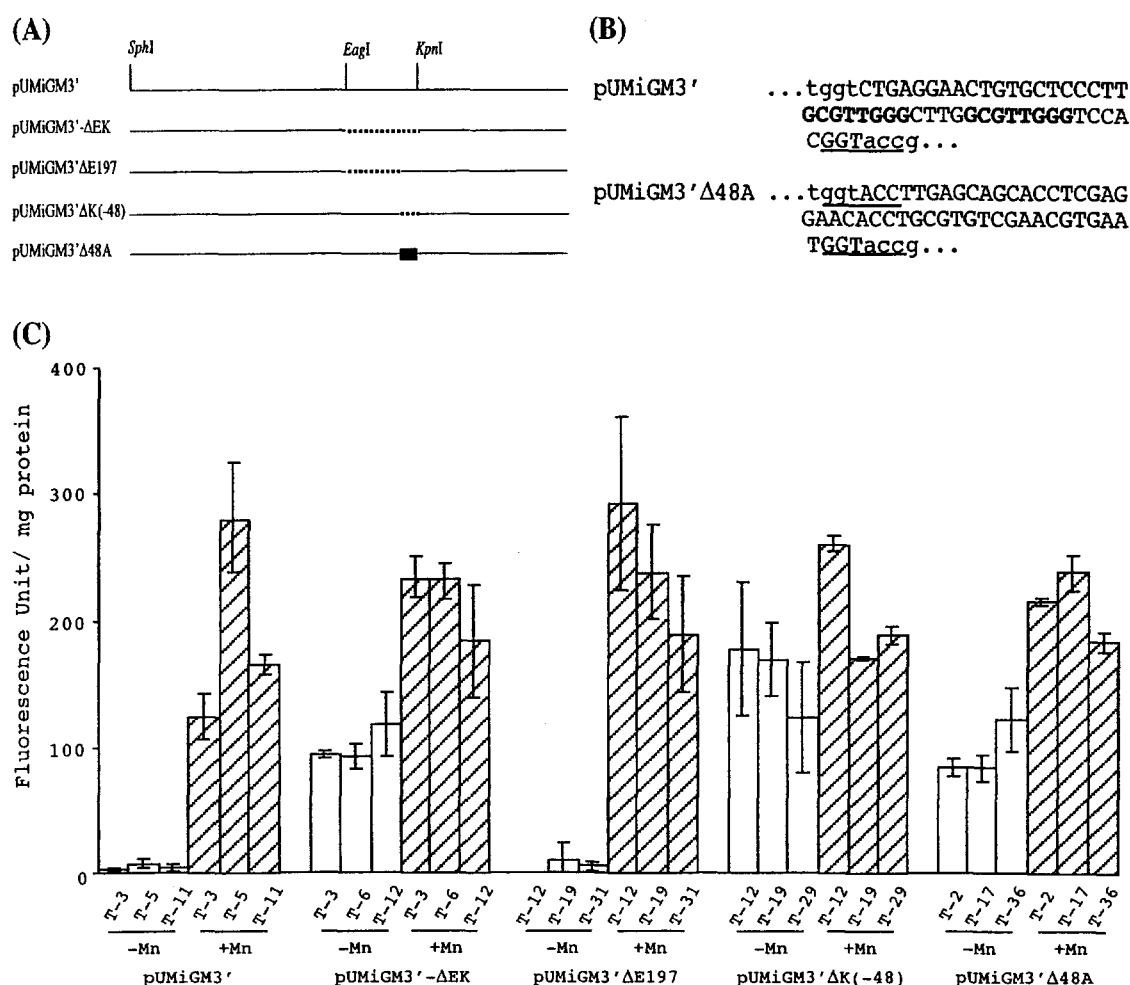 (A)
SphI EagI KpnI
pUMiGM3'
pUMiGM3'-ΔEK
pUMiGM3'ΔE197
pUMiGM3'ΔK(-48)
pUMiGM3'Δ48A
(B)
pUMiGM3' ...tggtCTGAGGAACTGTGCTCCCTT
GCGTTGGGCTTGGCGTTGGGTCCA
CGGTaccg...
pUMiGM3'Δ48A ...tggtACCTTGAGCAGCACCTCGAG
GAACACCTGCGTGTCGAACGTGAA
TGGTaccg...
(C)
Fluorescence Unit/ mg protein
400
300
200
100
0
T-3 T-5 T-11 T-3 T-5 T-11 T-3 T-6 T-12 T-3 T-6 T-12 T-12 T-19 T-31 T-12 T-19 T-31 T-12 T-19 T-29 T-12 T-19 T-29 T-2 T-17 T-36 T-2 T-17 T-36
-Mn +Mn -Mn +Mn -Mn +Mn -Mn +Mn -Mn +Mn
pUMiGM3' pUMiGM3'-ΔEK pUMiGM3'ΔE197 pUMiGM3'ΔK(-48) pUMiGM3'Δ48A